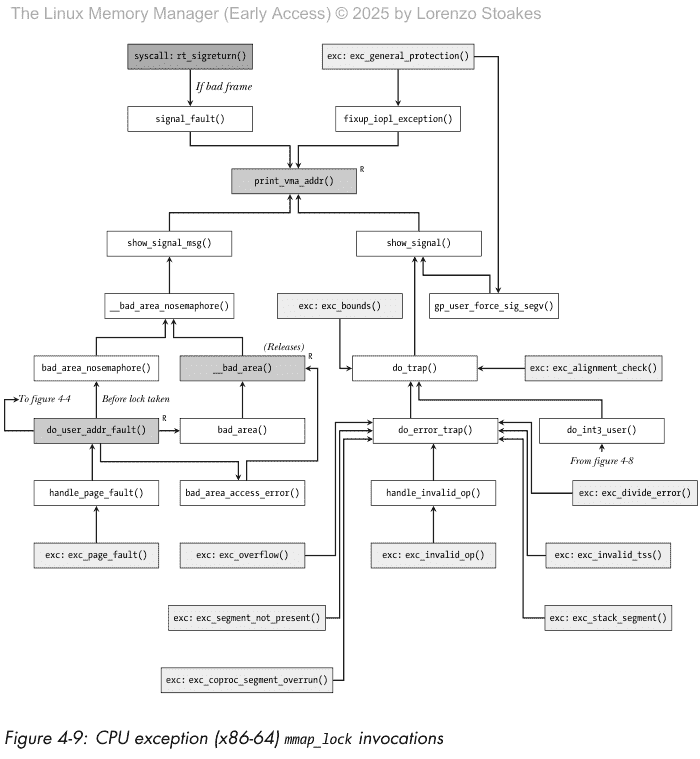 The Linux Memory Manager (Early Access) © 2025 by Lorenzo Stoakes
syscall: rt_sigreturn()
exc: exc_general_protection()
If bad frame
signal_fault()
fixup_iopl_exception()
print_vma_addr()
R
show_signal_msg()
show_signal()
__bad_area_nosemaphore()
exc: exc_bounds()
gp_user_force_sig_segv()
(Releases)
R
bad_area_nosemaphore()
__bad_area()
do_trap()
exc: exc_alignment_check()
To figure 4-4
Before lock taken
R
do_user_addr_fault()
bad_area()
do_error_trap()
do_int3_user()
From figure 4-8
handle_page_fault()
bad_area_access_error()
handle_invalid_op()
exc: exc_divide_error()
exc: exc_page_fault()
exc: exc_overflow()
exc: exc_invalid_op()
exc: exc_invalid_tss()
exc: exc_segment_not_present()
exc: exc_stack_segment()
exc: exc_coproc_segment_overrun()
Figure 4-9: CPU exception (x86-64) mmap_lock invocations